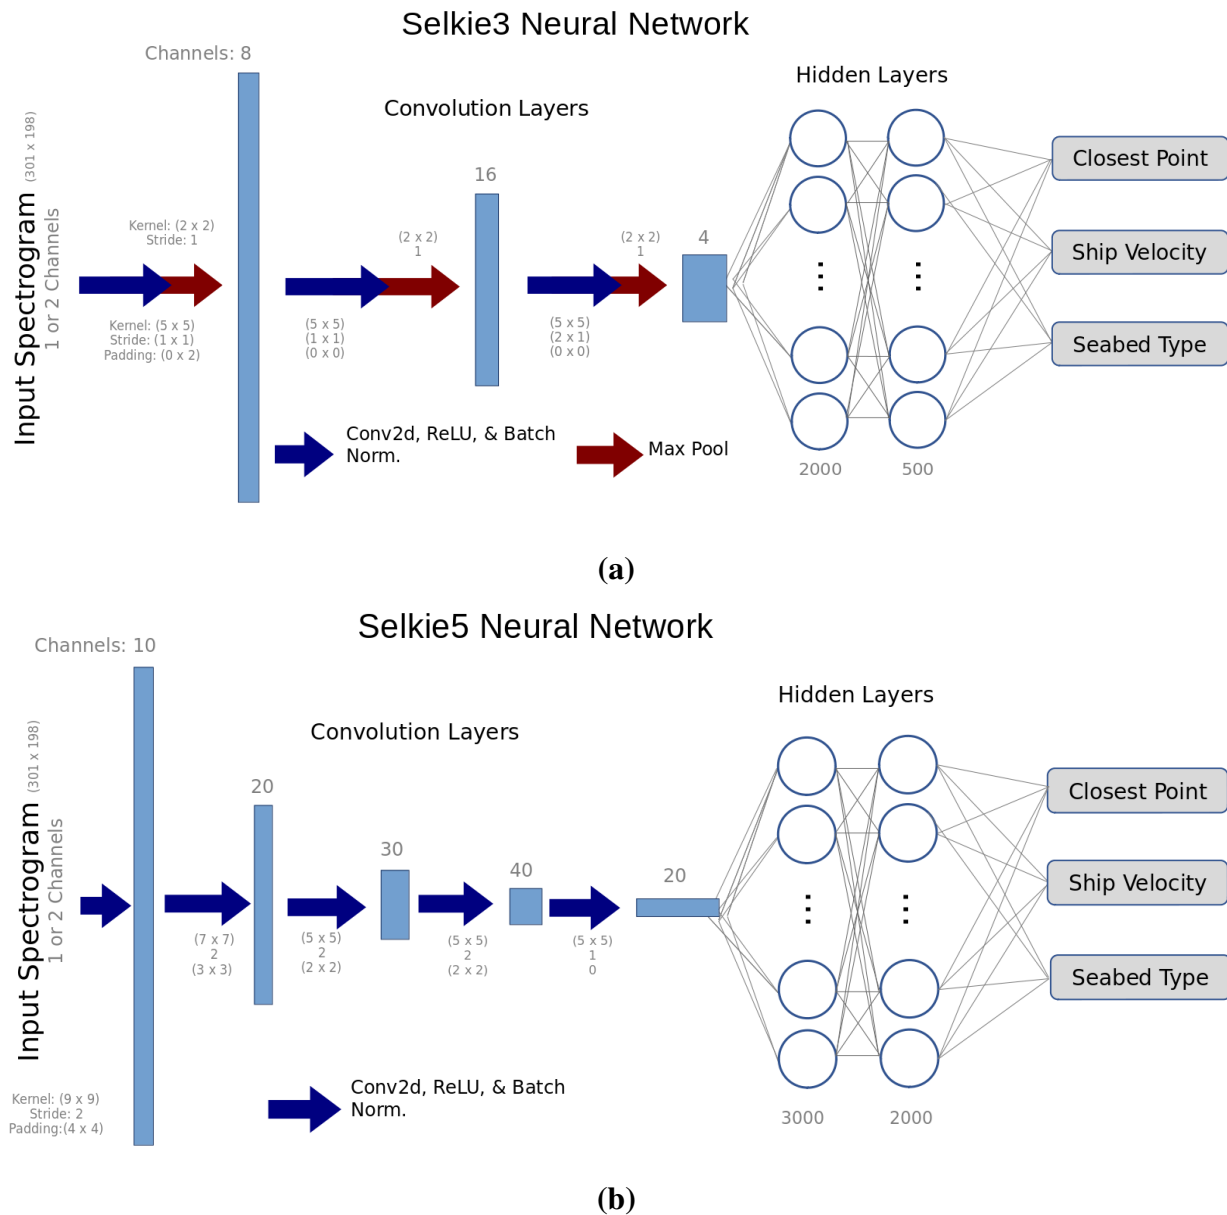 Selkie3 Neural Network
Channels: 8
Hidden Layers
Convolution Layers
Input Spectrogram (301 x 198)
1 or 2 Channels
Kernel: (2 x 2)
Stride: 1
Kernel: (5 x 5)
Stride: (1 x 1)
Padding: (0 x 2)
16
(2 x 2)
1
(5 x 5)
(1 x 1)
(0 x 0)
4
(2 x 2)
1
(5 x 5)
(2 x 1)
(0 x 0)
Closest Point
Ship Velocity
Seabed Type
Conv2d, ReLU, & Batch
Norm.
Max Pool
2000
500
(a)
Selkie5 Neural Network
Channels: 10
Hidden Layers
Convolution Layers
Input Spectrogram (301 x 198)
1 or 2 Channels
Kernel: (9 x 9)
Stride: 2
Padding:(4 x 4)
20
(7 x 7)
2
(3 x 3)
30
(5 x 5)
2
(2 x 2)
40
(5 x 5)
2
(2 x 2)
20
(5 x 5)
1
0
Closest Point
Ship Velocity
Seabed Type
Conv2d, ReLU, & Batch
Norm.
3000
2000
(b)